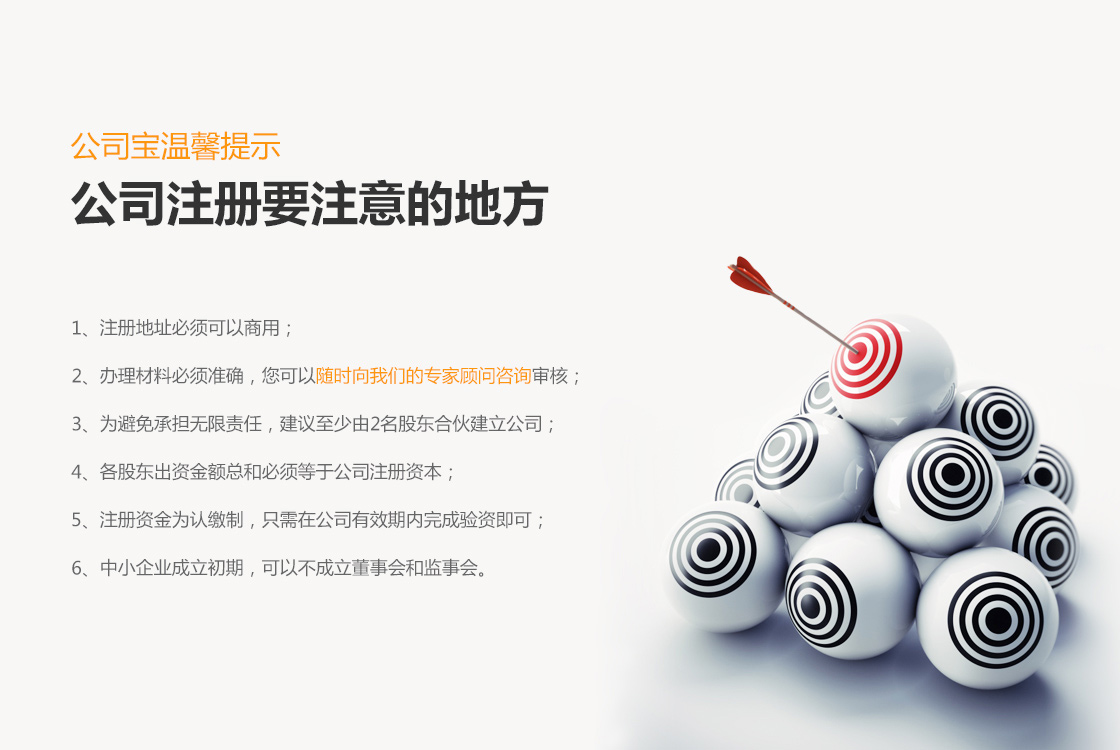 公司宝温馨提示
公司注册要注意的地方
1、注册地址必须可以商用；
2、办理材料必须准确，您可以随时向我们的专家顾问咨询审核；
3、为避免承担无限责任，建议至少由2名股东合伙建立公司；
4、各股东出资金额总和必须等于公司注册资本；
5、注册资金为认缴制，只需在公司有效期内完成验资即可；
6、中小企业成立初期，可以不成立董事会和监事会。